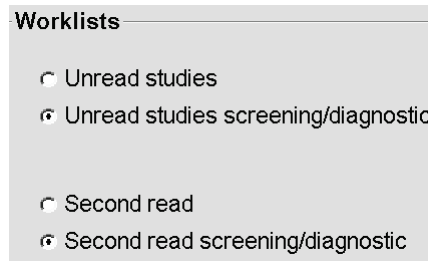 Worklists
Unread studies
Unread studies screening/diagnostic
Second read
Second read screening/diagnostic